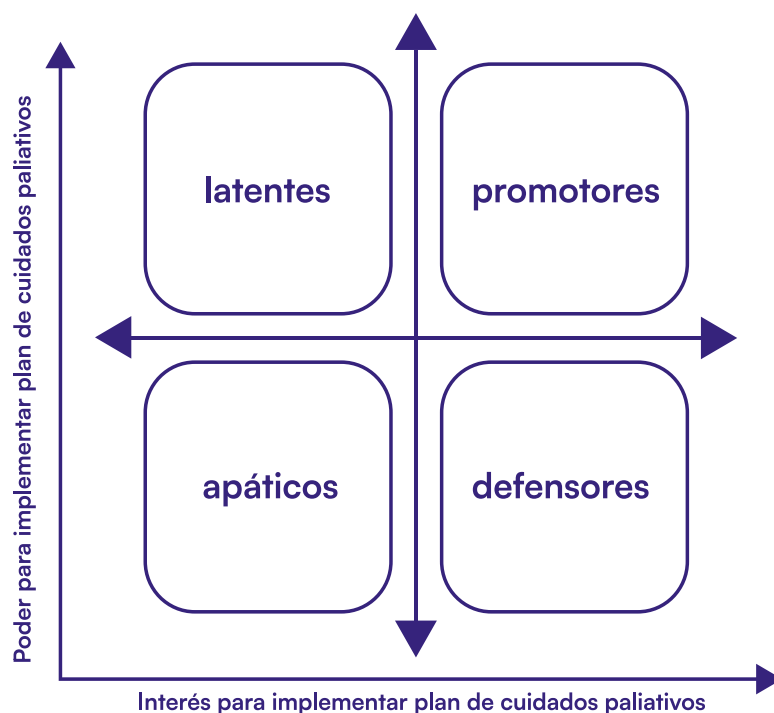 Poder para implementar plan de cuidados paliativos
latentes
promotores
apáticos
defensores
Interés para implementar plan de cuidados paliativos